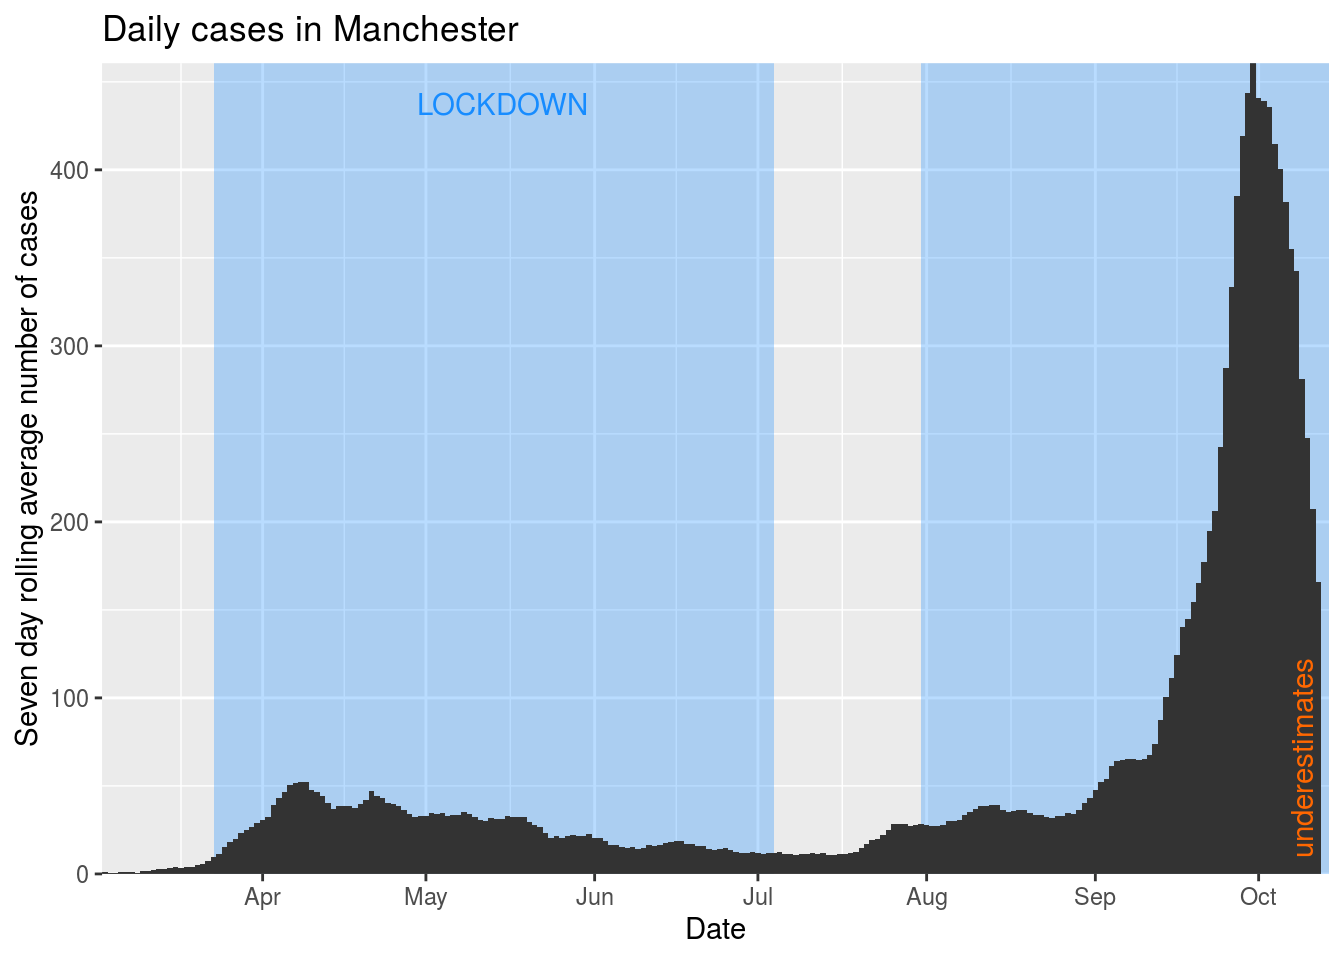 Daily cases in Manchester
LOCKDOWN
Seven day rolling average number of cases
400
300
200
100
0
underestimates
Apr
May
Jun
Jul
Aug
Sep
Oct
Date